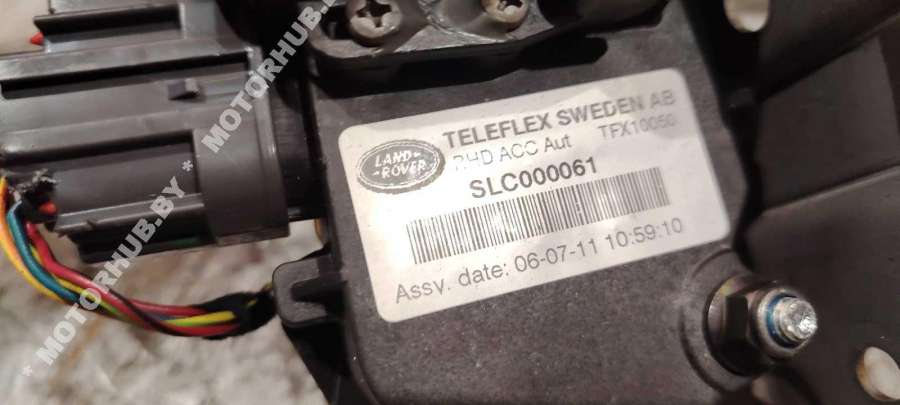 TELEFLEX SWEDEN AB
LAND-
-ROVER
RHD ACC Aut TFX10050
SLC000061
Assy. date: 06-07-11 10:59:10
* MOTORHUB.BY * MOTORHUB.BY *